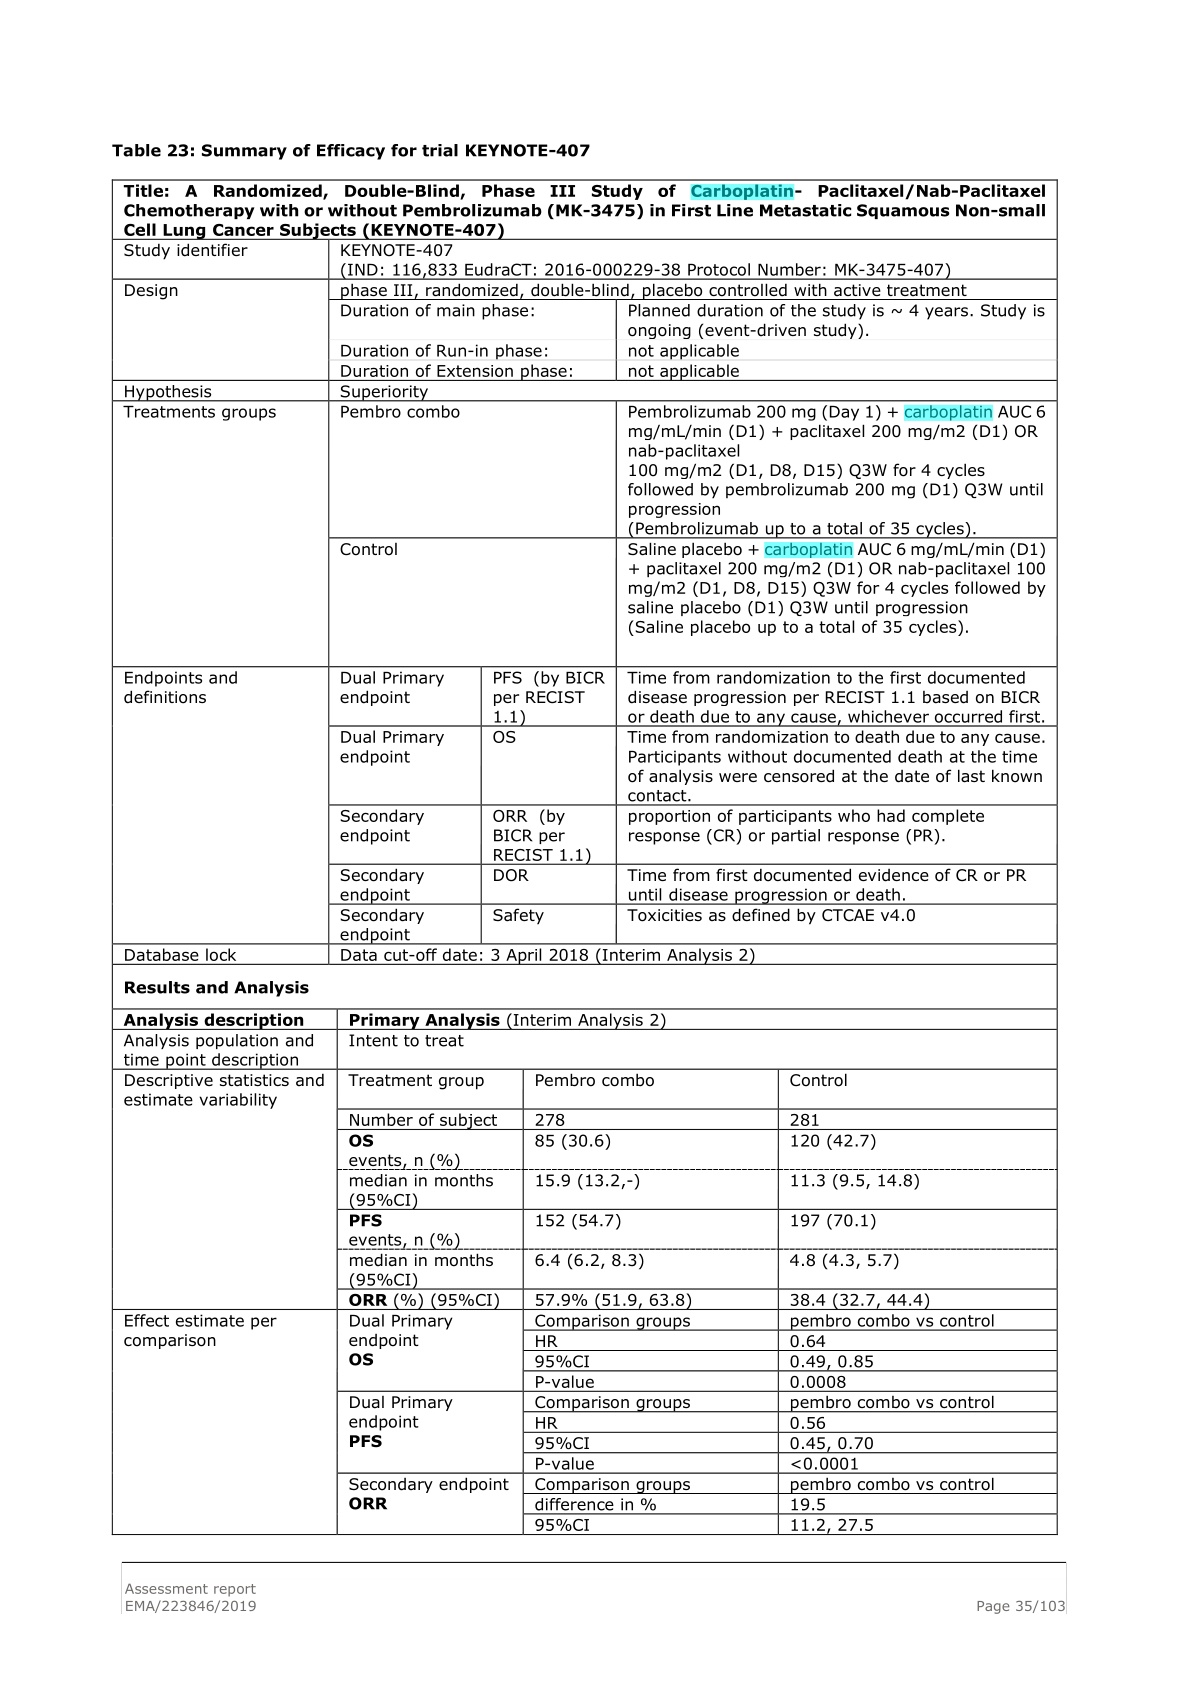 Table 23: Summary of Efficacy for trial KEYNOTE-407
Title: A Randomized, Double-Blind, Phase III Study of Carboplatin- Paclitaxel/Nab-Paclitaxel
Chemotherapy with or without Pembrolizumab (MK-3475) in First Line Metastatic Squamous Non-small
Cell Lung Cancer Subjects (KEYNOTE-407)
Study identifier
KEYNOTE-407
(IND: 116,833 EudraCT: 2016-000229-38 Protocol Number: MK-3475-407)
Design
phase III, randomized, double-blind, placebo controlled with active treatment
Duration of main phase:
Planned duration of the study is ~ 4 years. Study is
ongoing (event-driven study).
Duration of Run-in phase:
not applicable
Duration of Extension phase:
not applicable
Hypothesis
Superiority
Treatments groups
Pembro combo
Pembrolizumab 200 mg (Day 1) + carboplatin AUC 6
mg/mL/min (D1) + paclitaxel 200 mg/m2 (D1) OR
nab-paclitaxel
100 mg/m2 (D1, D8, D15) Q3W for 4 cycles
followed by pembrolizumab 200 mg (D1) Q3W until
progression
(Pembrolizumab up to a total of 35 cycles).
Control
Saline placebo + carboplatin AUC 6 mg/mL/min (D1)
+ paclitaxel 200 mg/m2 (D1) OR nab-paclitaxel 100
mg/m2 (D1, D8, D15) Q3W for 4 cycles followed by
saline placebo (D1) Q3W until progression
(Saline placebo up to a total of 35 cycles).
Endpoints and
definitions
Dual Primary
endpoint
PFS (by BICR
per RECIST
1.1)
Time from randomization to the first documented
disease progression per RECIST 1.1 based on BICR
or death due to any cause, whichever occurred first.
Dual Primary
endpoint
OS
Time from randomization to death due to any cause.
Participants without documented death at the time
of analysis were censored at the date of last known
contact.
Secondary
endpoint
ORR (by
BICR per
RECIST 1.1)
proportion of participants who had complete
response (CR) or partial response (PR).
Secondary
endpoint
DOR
Time from first documented evidence of CR or PR
until disease progression or death.
Secondary
endpoint
Safety
Toxicities as defined by CTCAE v4.0
Database lock
Data cut-off date: 3 April 2018 (Interim Analysis 2)
Results and Analysis
Analysis description
Primary Analysis (Interim Analysis 2)
Analysis population and
time point description
Intent to treat
Descriptive statistics and
estimate variability
Treatment group
Pembro combo
Control
Number of subject
278
281
OS
events, n (%)
85 (30.6)
120 (42.7)
median in months
(95%CI)
15.9 (13.2,-)
11.3 (9.5, 14.8)
PFS
events, n (%)
152 (54.7)
197 (70.1)
median in months
(95%CI)
6.4 (6.2, 8.3)
4.8 (4.3, 5.7)
ORR (%) (95%CI)
57.9% (51.9, 63.8)
38.4 (32.7, 44.4)
Effect estimate per
comparison
Dual Primary
endpoint
OS
Comparison groups
pembro combo vs control
HR
0.64
95%CI
0.49, 0.85
P-value
0.0008
Dual Primary
endpoint
PFS
Comparison groups
pembro combo vs control
HR
0.56
95%CI
0.45, 0.70
P-value
<0.0001
Secondary endpoint
ORR
Comparison groups
pembro combo vs control
difference in %
19.5
95%CI
11.2, 27.5
Assessment report
EMA/223846/2019
Page 35/103